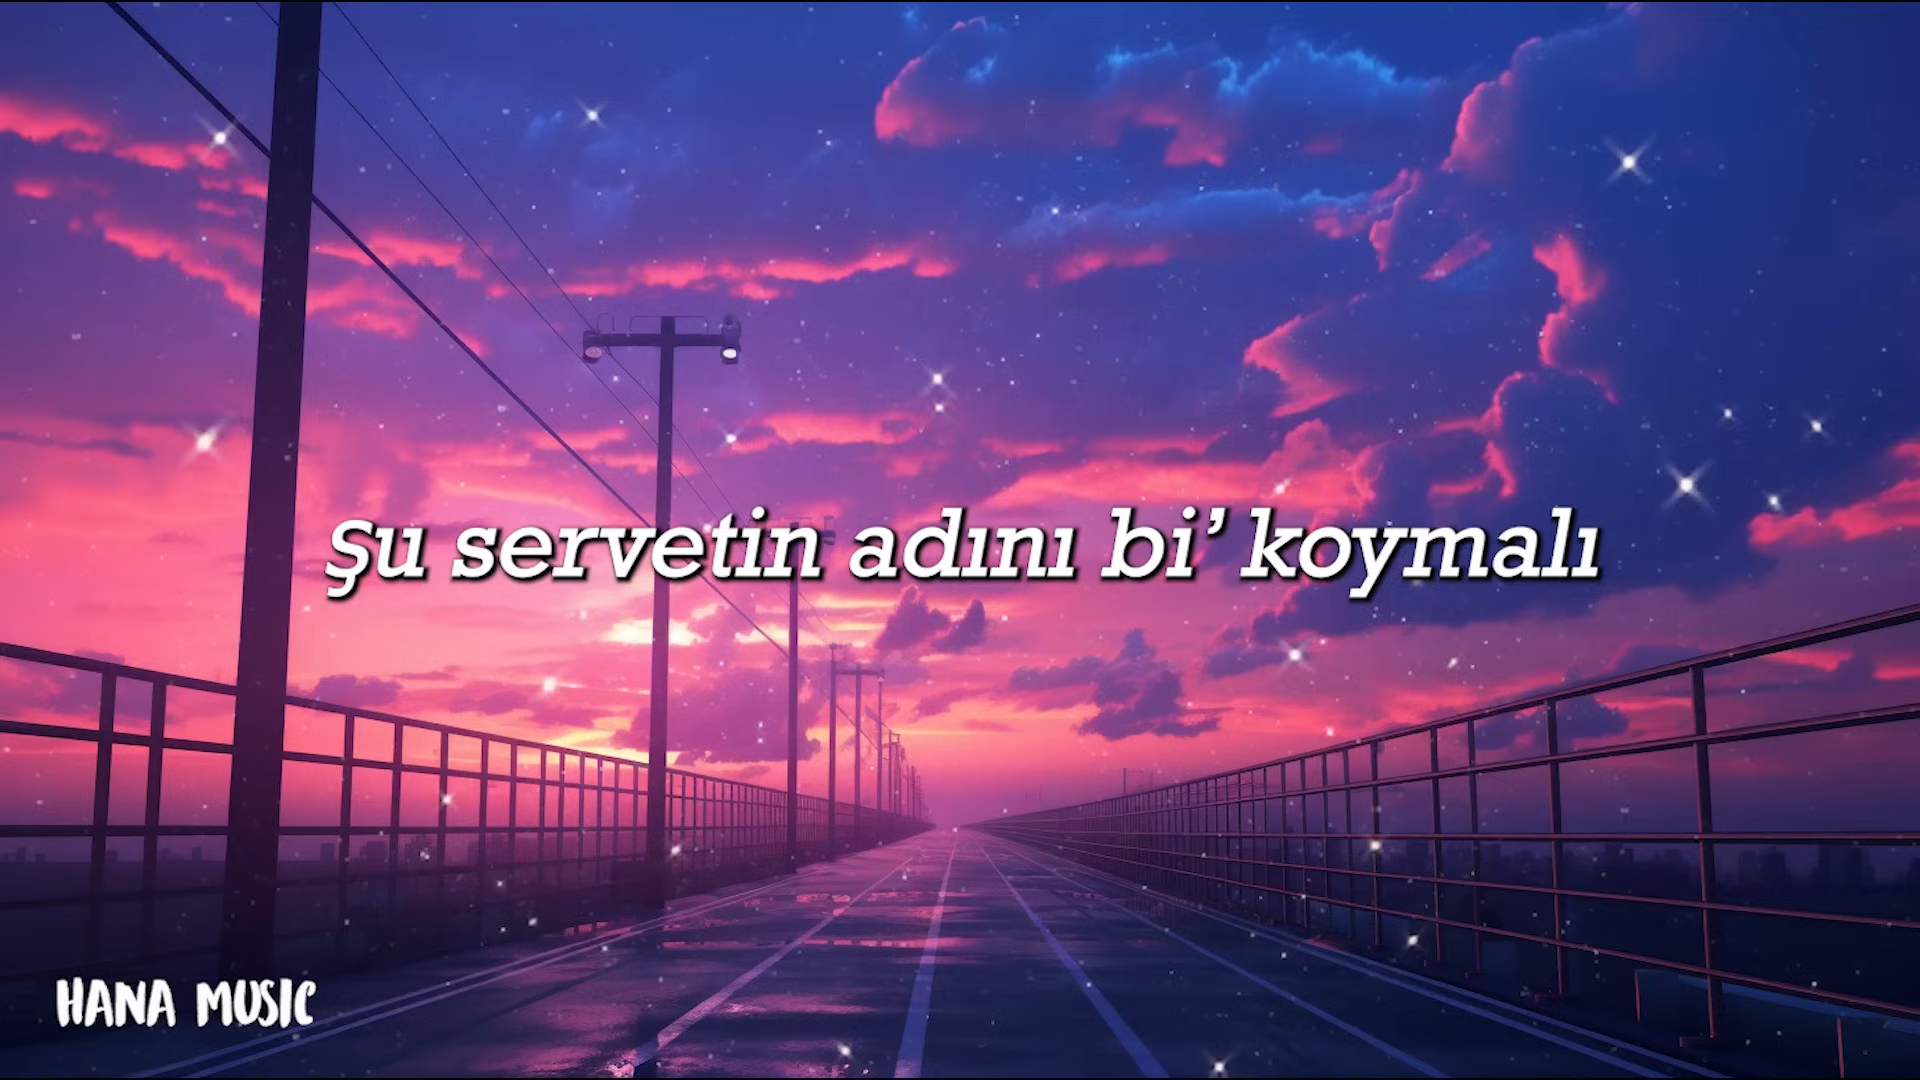 Şu servetin adını bi’ koymalı
HANA MUSIC